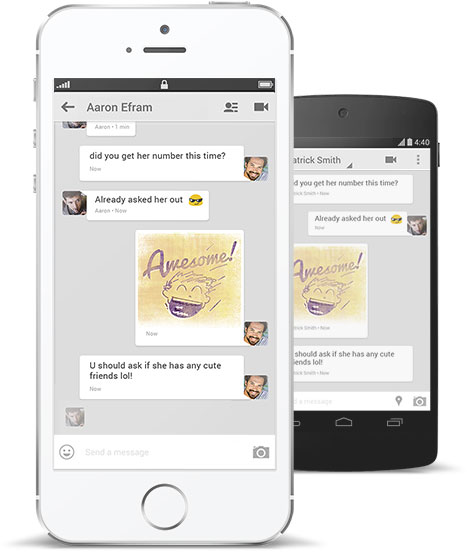 Aaron Efram
Aaron • 1 min
did you get her number this time?
Now
Already asked her out
Aaron • Now
Awesome!
Now
U should ask if she has any cute
friends lol!
Now
Send a message
4:40
atrick Smith
d you get her number this time?
trick Smith • Now
Already asked her out
Now
esome!
trick Smith • Now
should ask if she has any cute
ends lol!
trick Smith • Now
d a message